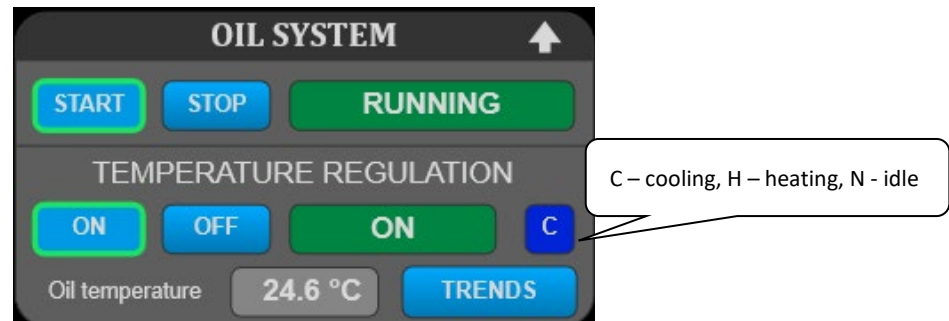 OIL SYSTEM
START STOP RUNNING
TEMPERATURE REGULATION
C – cooling, H – heating, N - idle
ON OFF ON C
Oil temperature 24.6 °C TRENDS